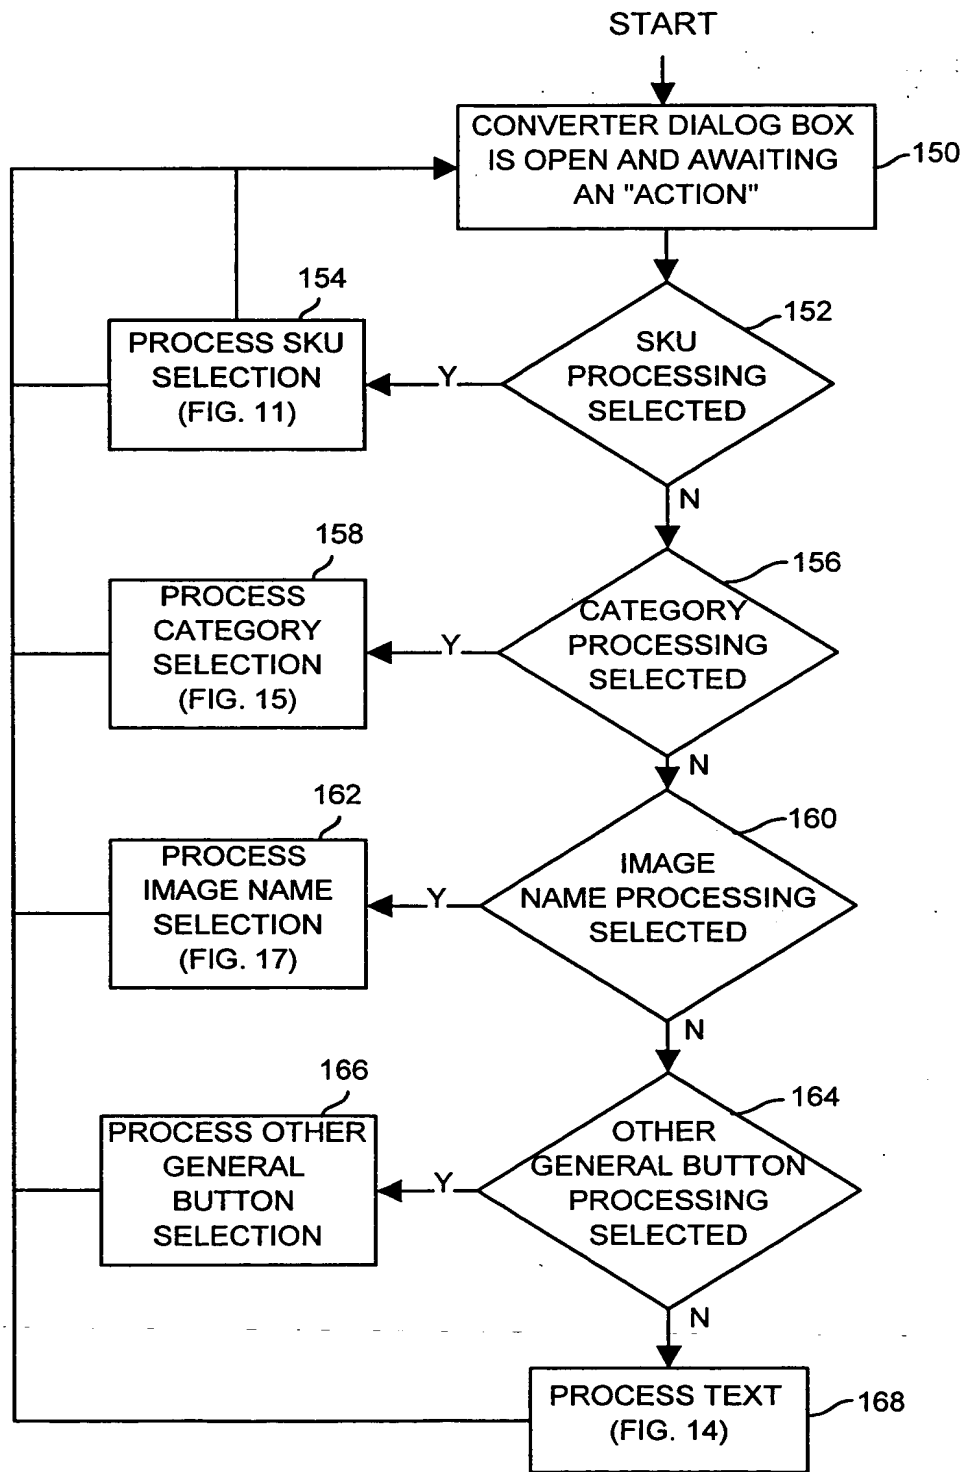 START
CONVERTER DIALOG BOX
IS OPEN AND AWAITING
AN "ACTION"
150
154
PROCESS SKU
SELECTION
(FIG. 11)
Y
152
SKU
PROCESSING
SELECTED
N
158
PROCESS
CATEGORY
SELECTION
(FIG. 15)
Y
156
CATEGORY
PROCESSING
SELECTED
N
162
PROCESS
IMAGE NAME
SELECTION
(FIG. 17)
Y
160
IMAGE
NAME PROCESSING
SELECTED
N
166
PROCESS OTHER
GENERAL
BUTTON
SELECTION
Y
164
OTHER
GENERAL BUTTON
PROCESSING
SELECTED
N
PROCESS TEXT
(FIG. 14)
168